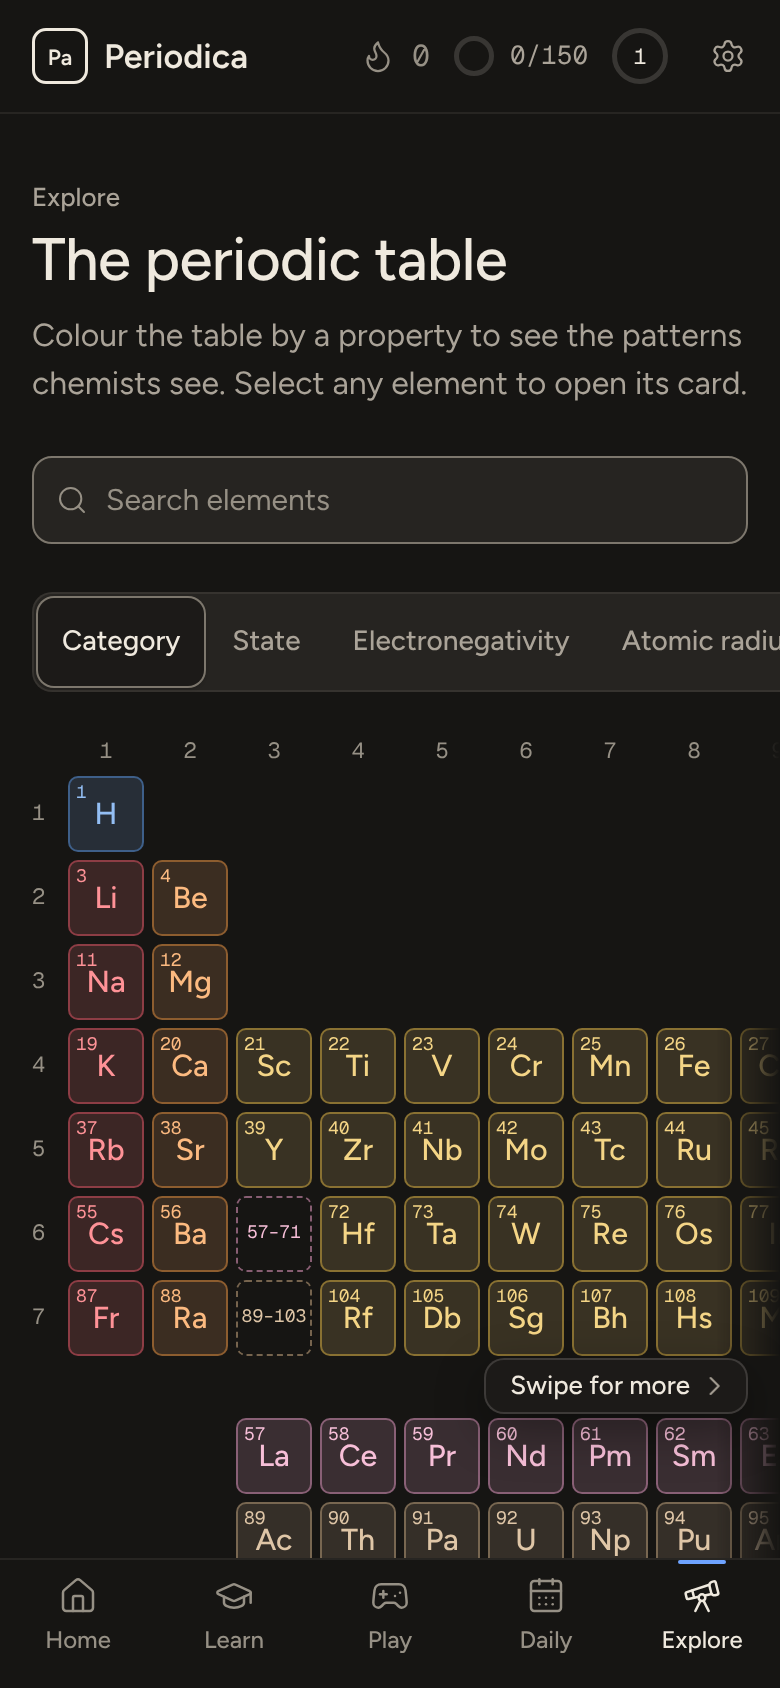 Pa Periodica 0 0/150 1
Explore
The periodic table
Colour the table by a property to see the patterns
chemists see. Select any element to open its card.
Search elements
Category State Electronegativity Atomic radiu
1 2 3 4 5 6 7 8
1 1 H
2 3 Li 4 Be
3 11 Na 12 Mg
4 19 K 20 Ca 21 Sc 22 Ti 23 V 24 Cr 25 Mn 26 Fe 27
5 37 Rb 38 Sr 39 Y 40 Zr 41 Nb 42 Mo 43 Tc 44 Ru 45
6 55 Cs 56 Ba 57-71 72 Hf 73 Ta 74 W 75 Re 76 Os 77
7 87 Fr 88 Ra 89-103 104 Rf 105 Db 106 Sg 107 Bh 108 Hs 109
Swipe for more
57 La 58 Ce 59 Pr 60 Nd 61 Pm 62 Sm 63
89 Ac 90 Th 91 Pa 92 U 93 Np 94 Pu 95
Home Learn Play Daily Explore